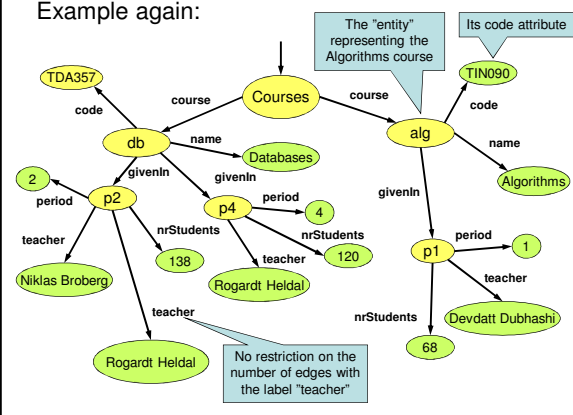 Example again:
The "entity"
representing the
Algorithms course
Its code attribute
TDA357
TIN090
course
Courses
course
code
code
db
name
alg
name
Databases
givenIn
givenIn
Algorithms
2
period
p2
p4
period
4
givenIn
nrStudents
nrStudents
teacher
138
teacher
120
p1
period
1
Niklas Broberg
Rogardt Heldal
teacher
teacher
nrStudents
Devdatt Dubhashi
Rogardt Heldal
No restriction on the
number of edges with
the label "teacher"
68